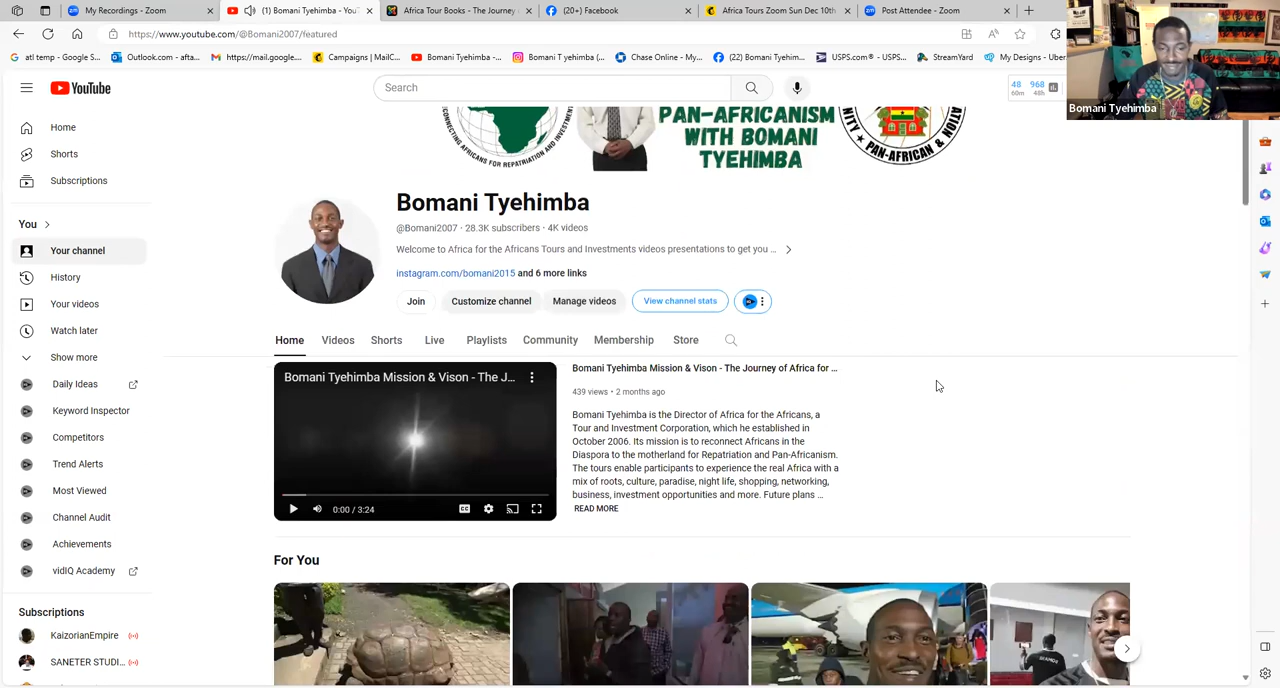 My Recordings - Zoom
(1) Bomani Tyehimba - YouT
Africa Tour Books - The Journey o
(20+) Facebook
Africa Tours Zoom Sun Dec 10th
Post Attendee - Zoom
https://www.youtube.com/@Bomani2007/featured
atl temp - Google S...
Outlook.com - afta...
https://mail.google....
Campaigns | MailC...
Bomani Tyehimba -...
Bomani T yehimba (...
Chase Online - My...
(22) Bomani Tyehim...
USPS.com® - USPS...
StreamYard
My Designs - Uber
Bomani Tyehimba
YouTube
Search
48 968
60m 48h
Home
Shorts
Subscriptions
You
Your channel
History
Your videos
Watch later
Show more
Daily Ideas
Keyword Inspector
Competitors
Trend Alerts
Most Viewed
Channel Audit
Achievements
vidIQ Academy
Subscriptions
KaizorianEmpire
SANETER STUDI...
PAN-AFRICANISM
WITH BOMANI
TYEHIMBA
Bomani Tyehimba
@Bomani2007 · 28.3K subscribers · 4K videos
Welcome to Africa for the Africans Tours and Investments videos presentations to get you ...
instagram.com/bomani2015 and 6 more links
Join
Customize channel
Manage videos
View channel stats
Home
Videos
Shorts
Live
Playlists
Community
Membership
Store
Bomani Tyehimba Mission & Vison - The J...
0:00 / 3:24
Bomani Tyehimba Mission & Vison - The Journey of Africa for ...
439 views · 2 months ago
Bomani Tyehimba is the Director of Africa for the Africans, a
Tour and Investment Corporation, which he established in
October 2006. Its mission is to reconnect Africans in the
Diaspora to the motherland for Repatriation and Pan-Africanism.
The tours enable participants to experience the real Africa with a
mix of roots, culture, paradise, night life, shopping, networking,
business, investment opportunities and more. Future plans ...
READ MORE
For You